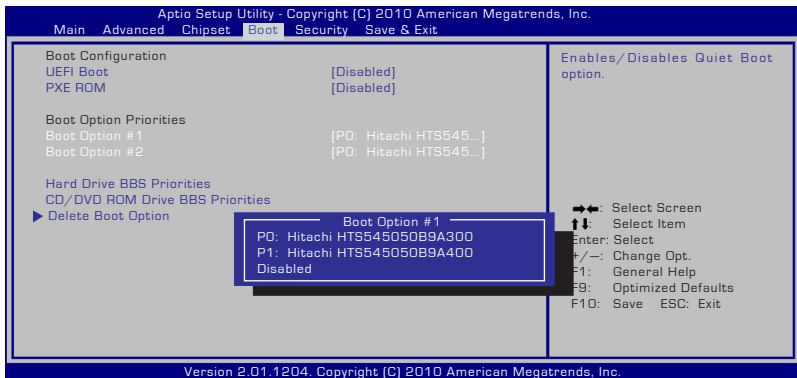 Aptio Setup Utility - Copyright (C) 2010 American Megatrends, Inc.
Main Advanced Chipset Boot Security Save & Exit
Boot Configuration
UEFI Boot [Disabled]
PXE ROM [Disabled]
Boot Option Priorities
Boot Option #1 [P0: Hitachi HTS545...]
Boot Option #2 [P0: Hitachi HTS545...]
Hard Drive BBS Priorities
CD/DVD ROM Drive BBS Priorities
Delete Boot Option
Boot Option #1
P0: Hitachi HTS545050B9A300
P1: Hitachi HTS545050B9A400
Disabled
Enables/Disables Quiet Boot
option.
→←: Select Screen
↑↓: Select Item
Enter: Select
+/—: Change Opt.
F1: General Help
F9: Optimized Defaults
F10: Save ESC: Exit
Version 2.01.1204. Copyright (C) 2010 American Megatrends, Inc.